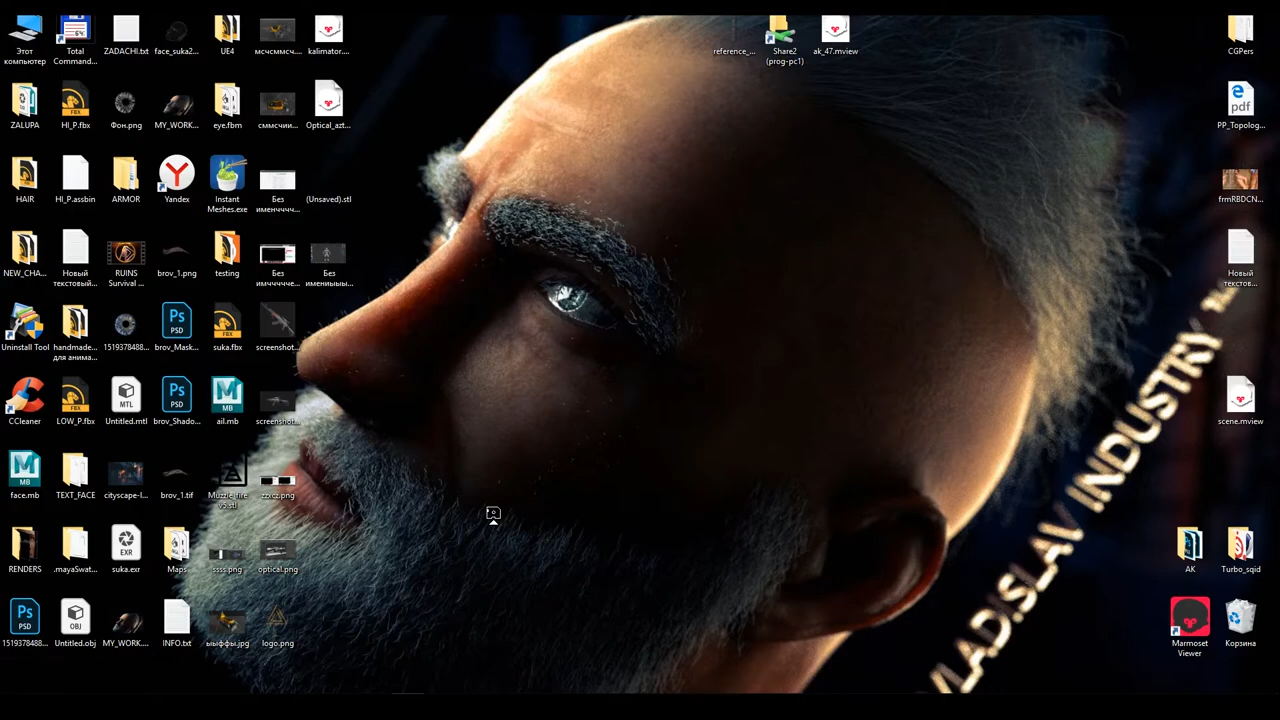 Этот
компьютер
Total
Command...
ZADACHI.txt
face_suka2...
UE4
мсчсммсч...
kalimator....
reference_...
Share2
(prog-pc1)
ak_47.mview
CGPers
ZALUPA
HI_P.fbx
Фон.png
MY_WORK...
eye.fbm
сммсчии...
Optical_azt...
PP_Topolog...
HAIR
HI_P.assbin
ARMOR
Yandex
Instant
Meshes.exe
Без
именчччч...
(Unsaved).stl
frmRBDCN...
NEW_CHA...
Новый
текстовый...
RUINS
Survival ...
brov_1.png
testing
Без
имчччччче...
Без
имениыыы...
Новый
текстов...
Uninstall Tool
handmade...
для анима...
1519378488...
brov_Mask...
suka.fbx
screenshot...
CCleaner
LOW_P.fbx
Untitled.mtl
brov_Shado...
ail.mb
screenshot...
scene.mview
face.mb
TEXT_FACE
cityscape-l...
brov_1.tif
Muzzle_fire
v5.stl
zzxcz.png
RENDERS
.mayaSwat...
suka.exr
Maps
ssss.png
optical.png
AK
Turbo_sqid
1519378488...
Untitled.obj
MY_WORK...
INFO.txt
ыыффы.jpg
logo.png
Marmoset
Viewer
Корзина
VLADISLAV INDUSTRY